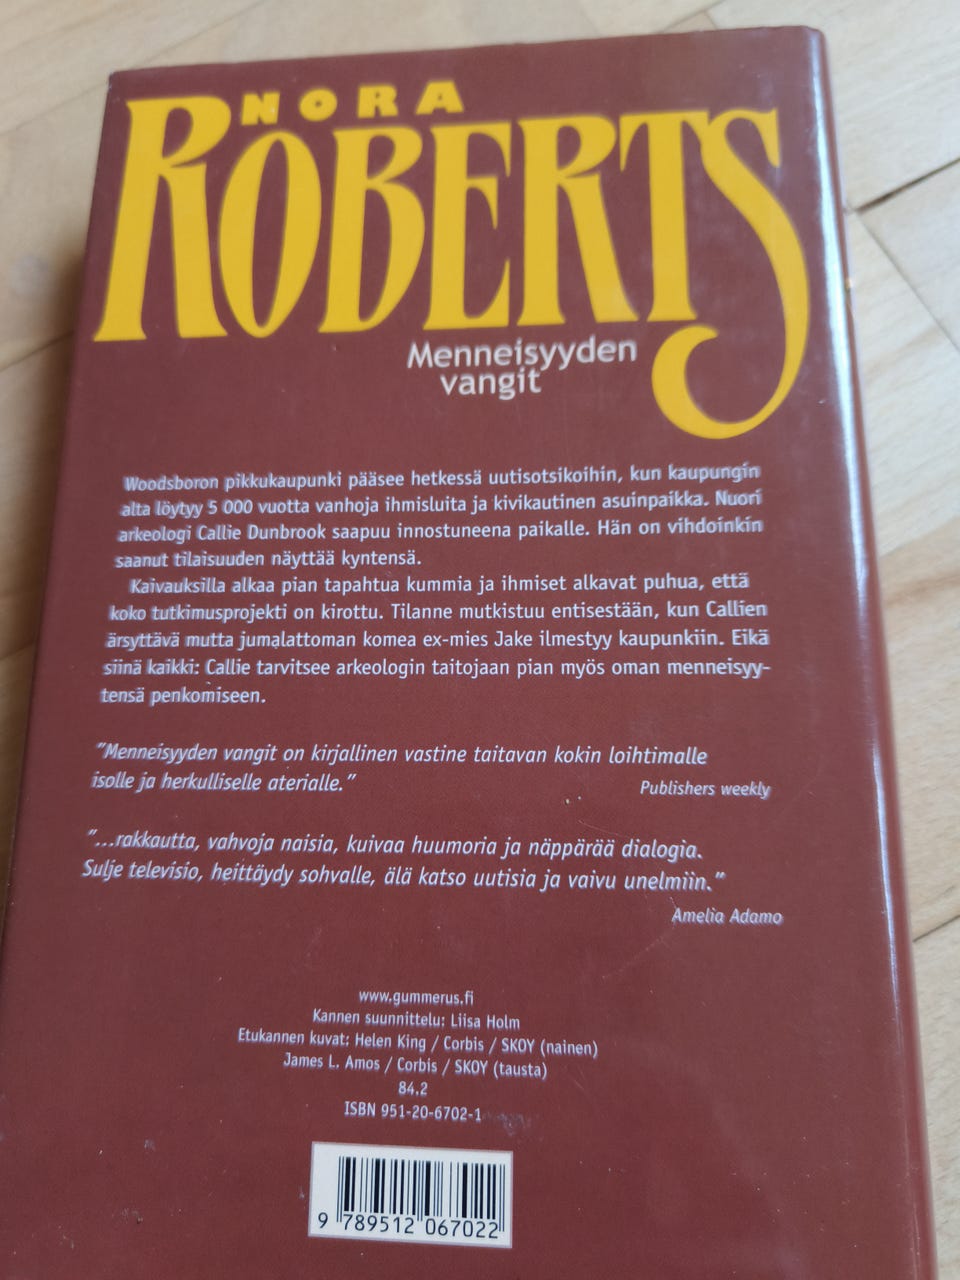 NORA
ROBERTS
Menneisyyden
vangit
Woodsboron pikkukaupunki pääsee hetkessä uutisotsikoihin, kun kaupungin
alta löytyy 5 000 vuotta vanhoja ihmisluita ja kivikautinen asuinpaikka. Nuori
arkeologi Callie Dunbrook saapuu innostuneena paikalle. Hän on vihdoinkin
saanut tilaisuuden näyttää kyntensä.
Kaivauksilla alkaa pian tapahtua kummia ja ihmiset alkavat puhua, että
koko tutkimusprojekti on kirottu. Tilanne mutkistuu entisestään, kun Callien
ärsyttävä mutta jumalattoman komea ex-mies Jake ilmestyy kaupunkiin. Eikä
siinä kaikki: Callie tarvitsee arkeologin taitojaan pian myös oman menneisyy-
tensä penkomiseen.
"Menneisyyden vangit on kirjallinen vastine taitavan kokin loihtimalle
isolle ja herkulliselle aterialle."
Publishers weekly
"...rakkautta, vahvoja naisia, kuivaa huumoria ja näppärää dialogia.
Sulje televisio, heittäydy sohvalle, älä katso uutisia ja vaivu unelmiin."
Amelia Adamo
www.gummerus.fi
Kannen suunnittelu: Liisa Holm
Etukannen kuvat: Helen King / Corbis / SKOY (nainen)
James L. Amos / Corbis / SKOY (tausta)
84.2
ISBN 951-20-6702-1
9 789512 067022